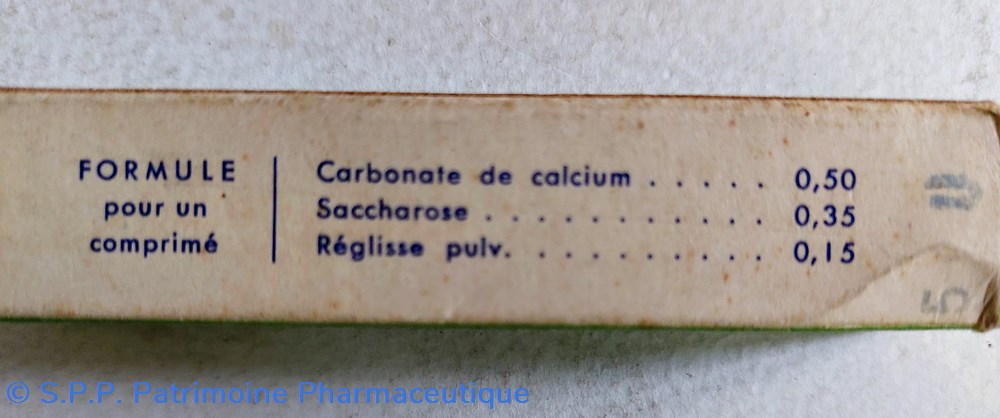 FORMULE
pour un
comprimé
Carbonate de calcium . . . . . 0,50
Saccharose . . . . . . . . . . . 0,35
Réglisse pulv. . . . . . . . . . 0,15
© S.P.P. Patrimoine Pharmaceutique